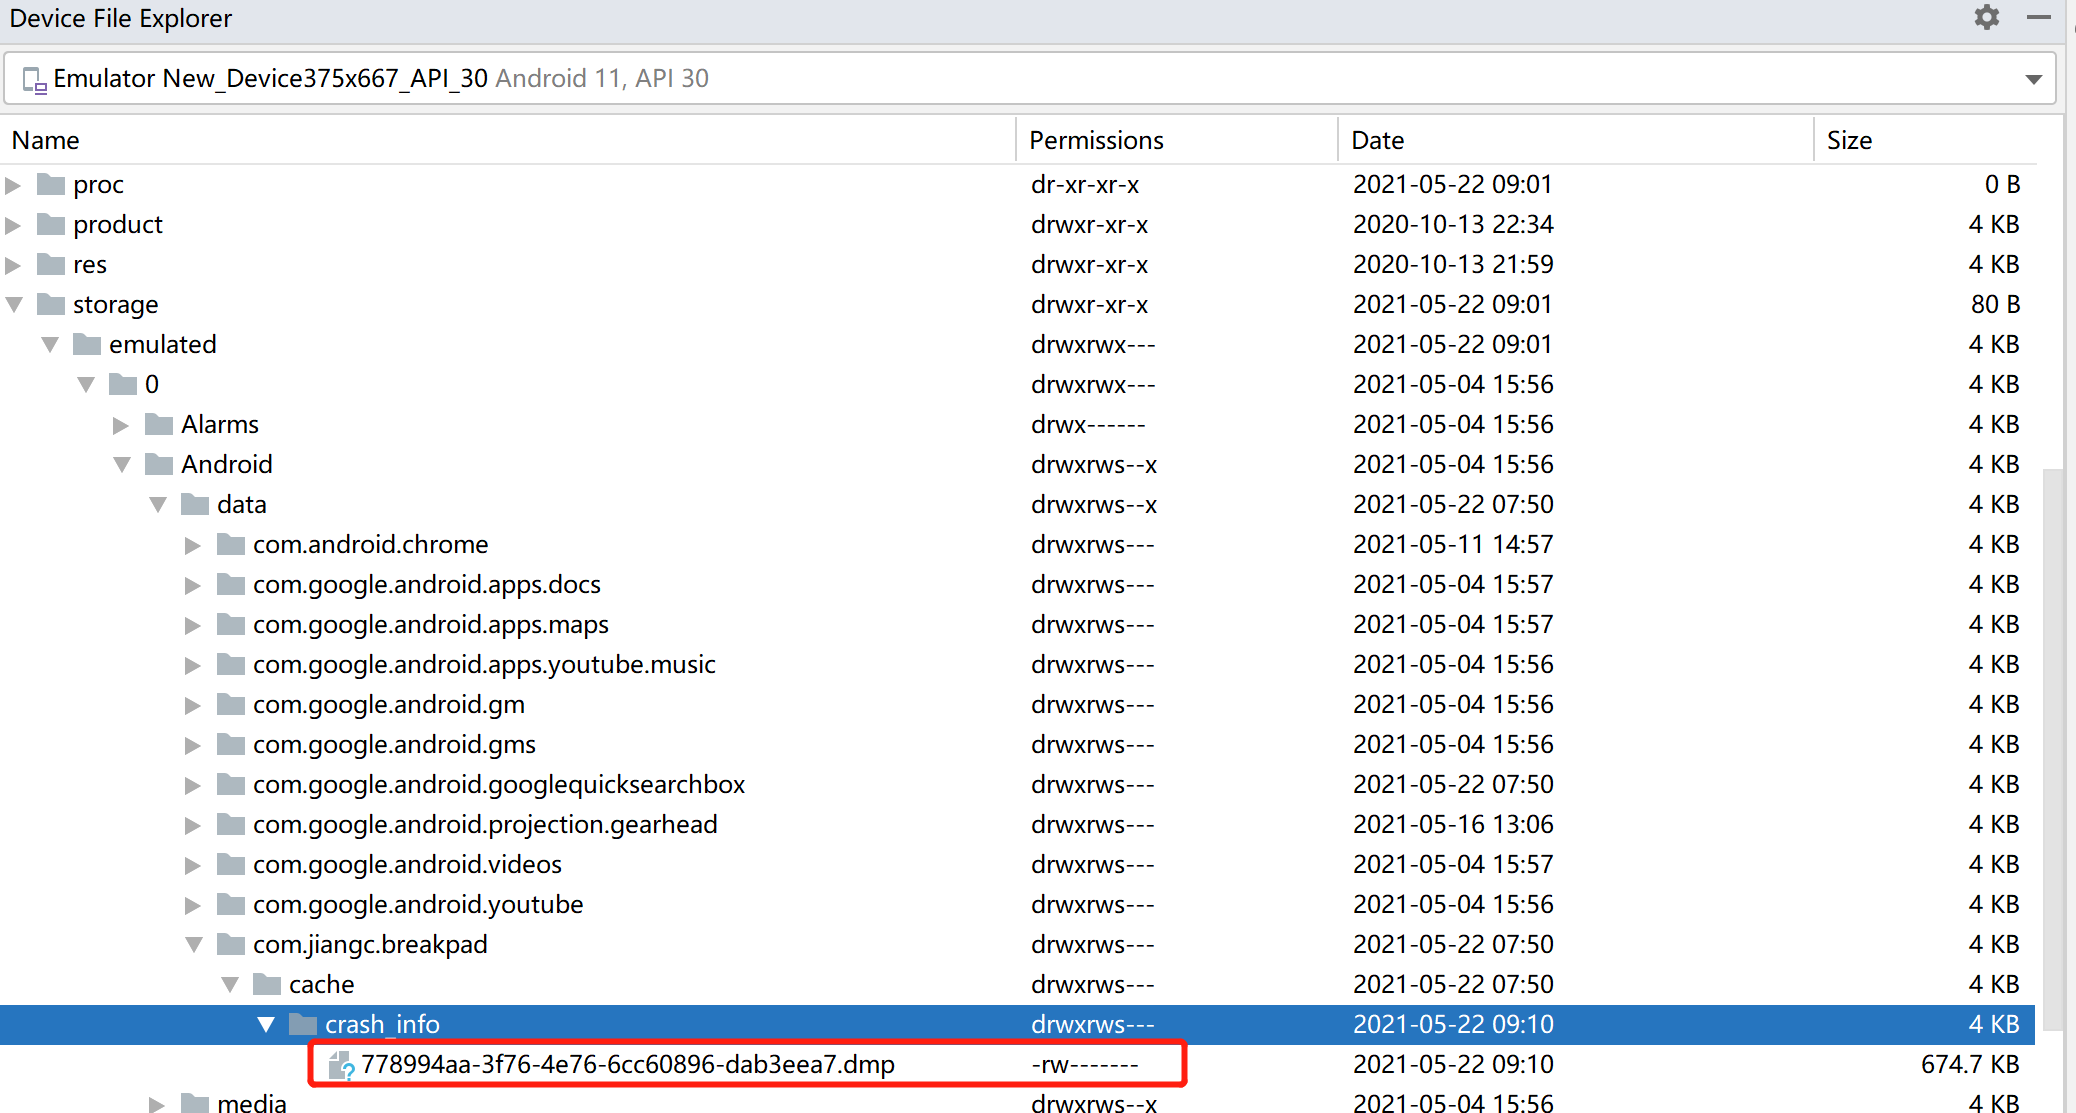 Device File Explorer
Emulator New_Device375x667_API_30 Android 11, API 30
Name Permissions Date Size
proc dr-xr-xr-x 2021-05-22 09:01 0 B
product drwxr-xr-x 2020-10-13 22:34 4 KB
res drwxr-xr-x 2020-10-13 21:59 4 KB
storage drwxr-xr-x 2021-05-22 09:01 80 B
emulated drwxrwx--- 2021-05-22 09:01 4 KB
0 drwxrwx--- 2021-05-04 15:56 4 KB
Alarms drwx------ 2021-05-04 15:56 4 KB
Android drwxrws--x 2021-05-04 15:56 4 KB
data drwxrws--x 2021-05-22 07:50 4 KB
com.android.chrome drwxrws--- 2021-05-11 14:57 4 KB
com.google.android.apps.docs drwxrws--- 2021-05-04 15:57 4 KB
com.google.android.apps.maps drwxrws--- 2021-05-04 15:57 4 KB
com.google.android.apps.youtube.music drwxrws--- 2021-05-04 15:56 4 KB
com.google.android.gm drwxrws--- 2021-05-04 15:56 4 KB
com.google.android.gms drwxrws--- 2021-05-04 15:56 4 KB
com.google.android.googlequicksearchbox drwxrws--- 2021-05-22 07:50 4 KB
com.google.android.projection.gearhead drwxrws--- 2021-05-16 13:06 4 KB
com.google.android.videos drwxrws--- 2021-05-04 15:57 4 KB
com.google.android.youtube drwxrws--- 2021-05-04 15:56 4 KB
com.jiangc.breakpad drwxrws--- 2021-05-22 07:50 4 KB
cache drwxrws--- 2021-05-22 07:50 4 KB
crash_info drwxrws--- 2021-05-22 09:10 4 KB
778994aa-3f76-4e76-6cc60896-dab3eea7.dmp -rw------- 2021-05-22 09:10 674.7 KB
media drwxrws--x 2021-05-04 15:56 4 KB